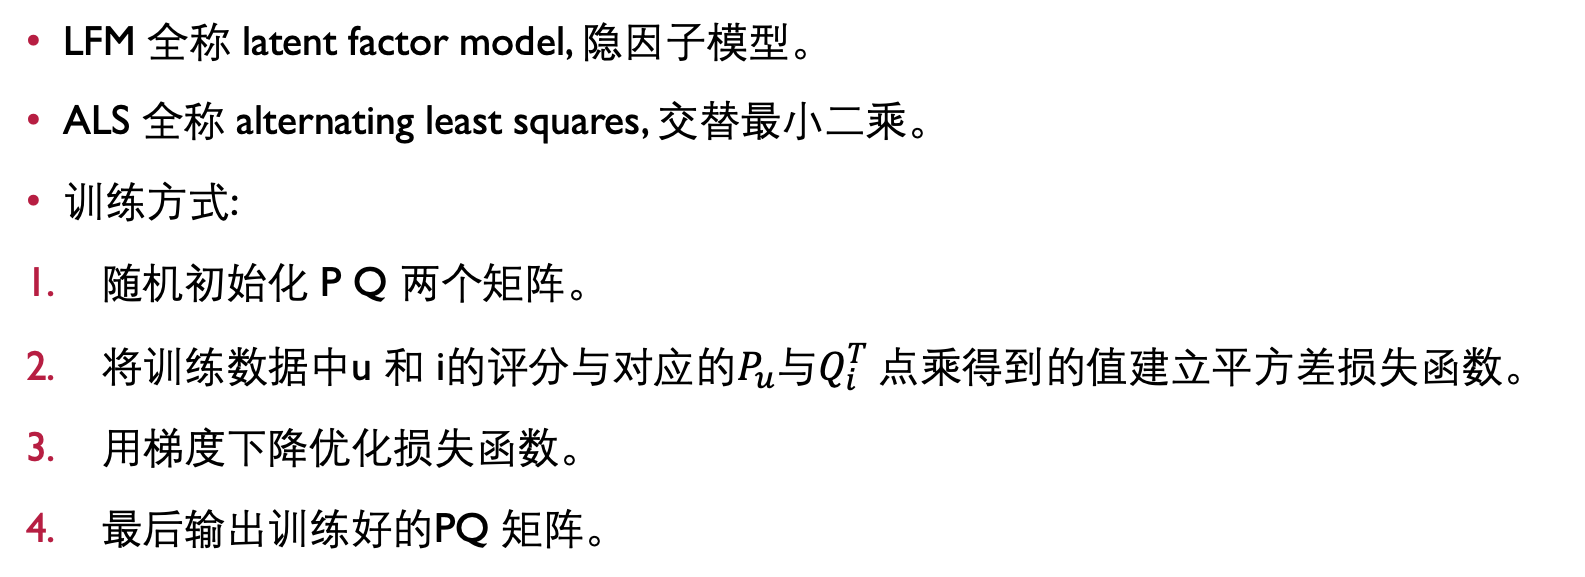 • LFM 全称 latent factor model, 隐因子模型。
• ALS 全称 alternating least squares, 交替最小二乘。
• 训练方式:
1. 随机初始化 P Q 两个矩阵。
2. 将训练数据中u 和 i的评分与对应的$P_u$与$Q_i^T$ 点乘得到的值建立平方差损失函数。
3. 用梯度下降优化损失函数。
4. 最后输出训练好的PQ 矩阵。